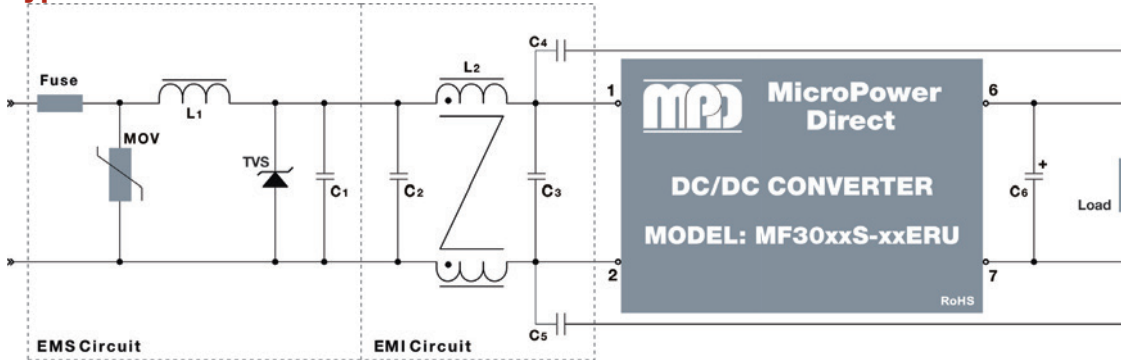 C4
Fuse
L2
1
MPD
MicroPower
Direct
6
L1
MOV
TVS
C1
C2
C3
DC/DC CONVERTER
C6
+
Load
MODEL: MF30xxS-xxERU
2
7
RoHS
C5
EMS Circuit
EMI Circuit